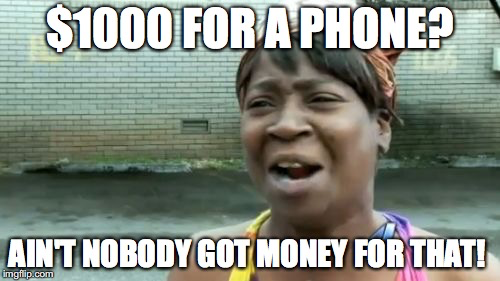 $1000 FOR A PHONE?
AIN'T NOBODY GOT MONEY FOR THAT!
imgflip.com